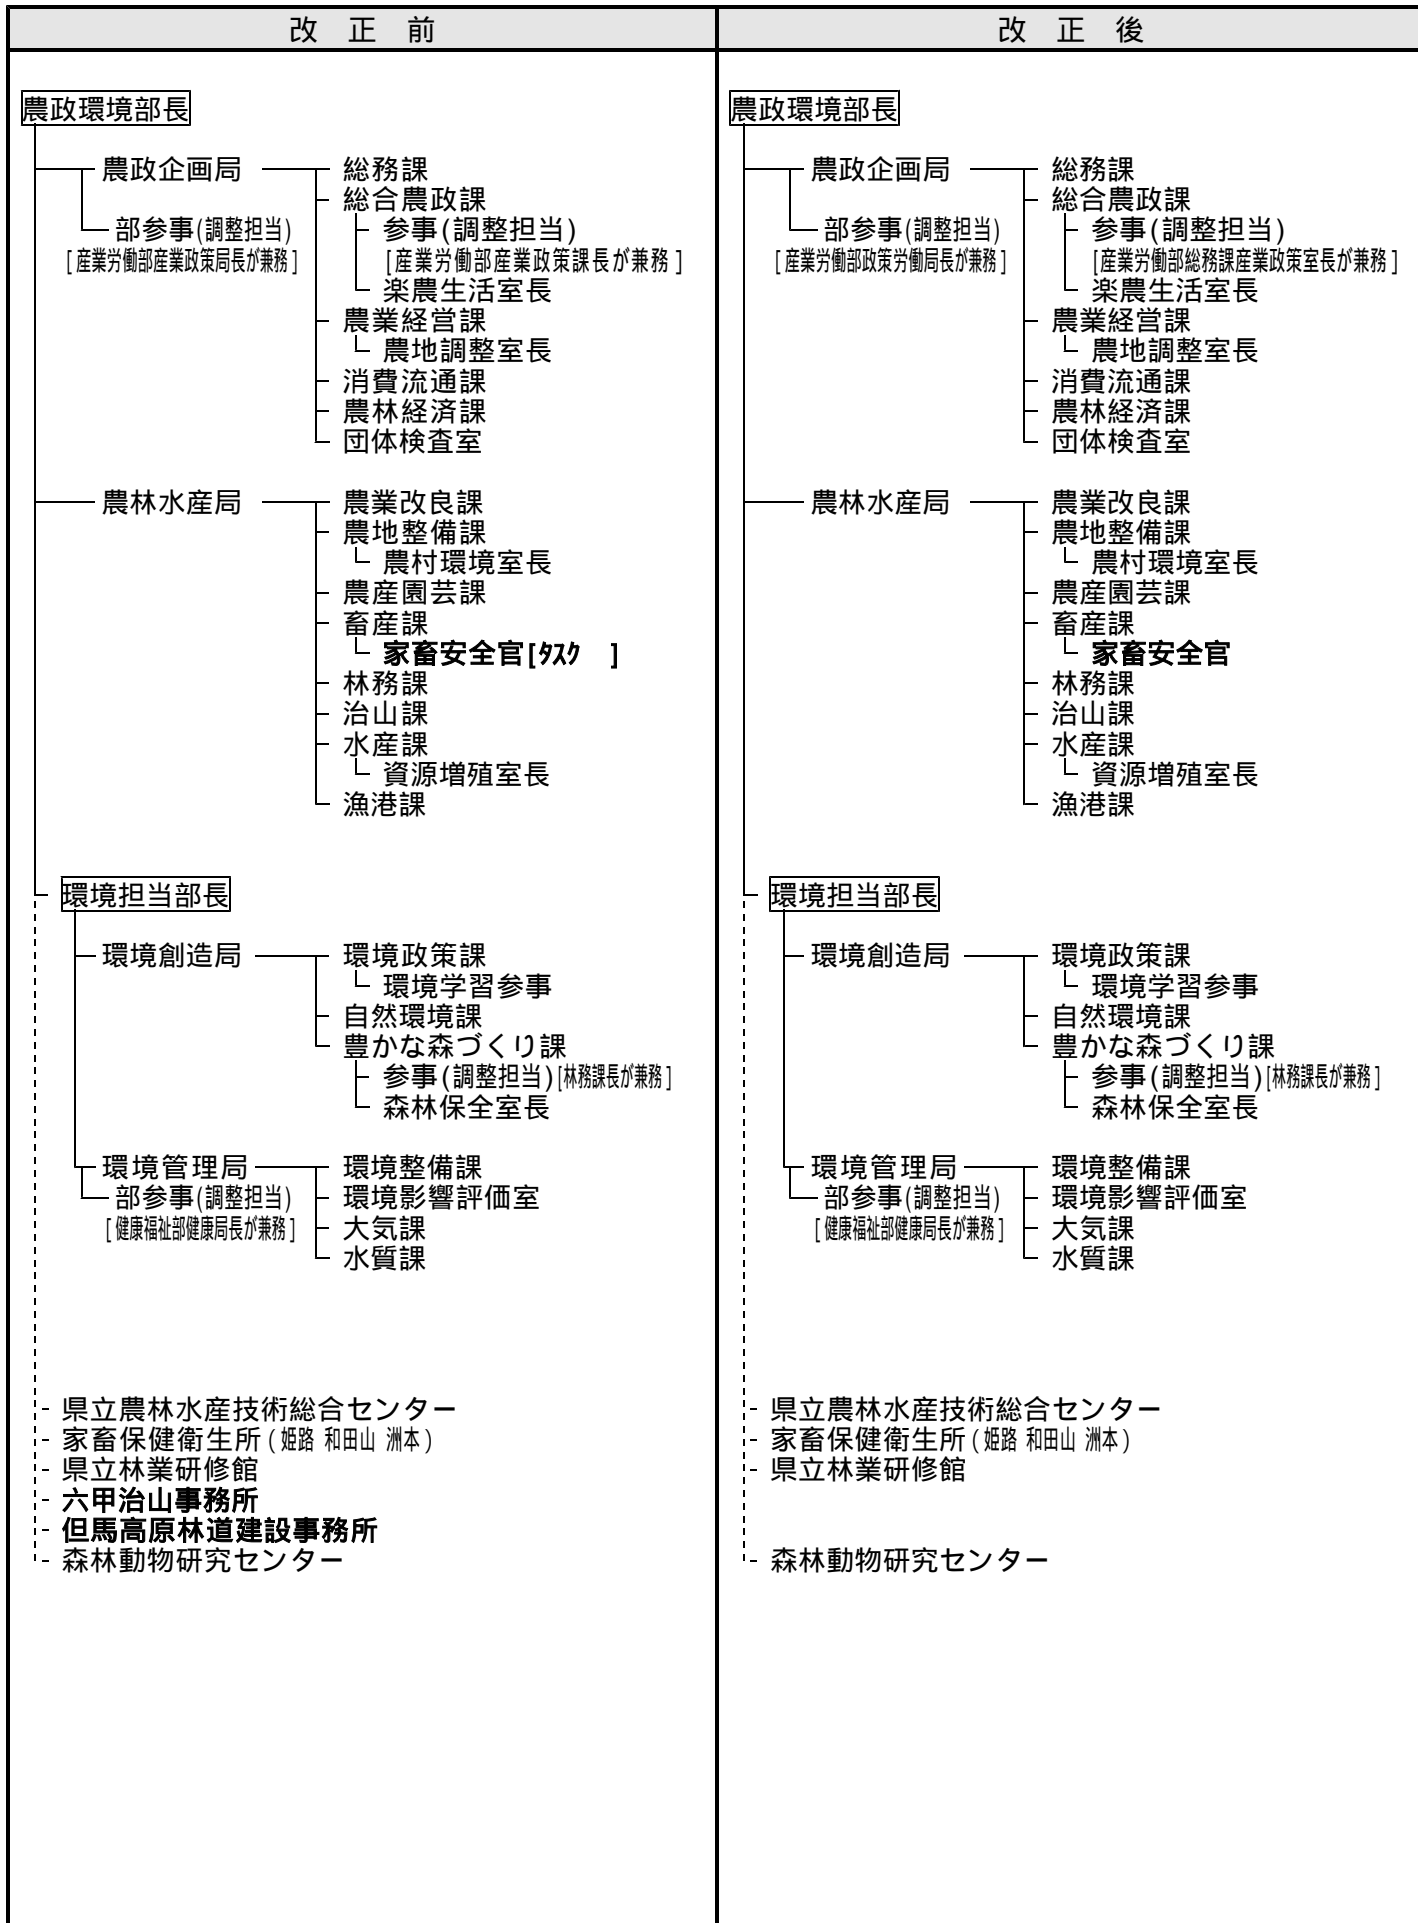 改 正 前
農政環境部長
農政企画局
総務課
総合農政課
部参事(調整担当)
参事(調整担当)
[産業労働部産業政策局長が兼務]
[産業労働部産業政策課長が兼務]
楽農生活室長
農業経営課
農地調整室長
消費流通課
農林経済課
団体検査室
農林水産局
農業改良課
農地整備課
農村環境室長
農産園芸課
畜産課
家畜安全官[ﾀｽｸ ]
林務課
治山課
水産課
資源増殖室長
漁港課
環境担当部長
環境創造局
環境政策課
環境学習参事
自然環境課
豊かな森づくり課
参事(調整担当)[林務課長が兼務]
森林保全室長
環境管理局
環境整備課
部参事(調整担当)
環境影響評価室
[健康福祉部健康局長が兼務]
大気課
水質課
県立農林水産技術総合センター
家畜保健衛生所(姫路 和田山 洲本)
県立林業研修館
六甲治山事務所
但馬高原林道建設事務所
森林動物研究センター
改 正 後
農政環境部長
農政企画局
総務課
総合農政課
部参事(調整担当)
参事(調整担当)
[産業労働部政策労働局長が兼務]
[産業労働部総務課産業政策室長が兼務]
楽農生活室長
農業経営課
農地調整室長
消費流通課
農林経済課
団体検査室
農林水産局
農業改良課
農地整備課
農村環境室長
農産園芸課
畜産課
家畜安全官
林務課
治山課
水産課
資源増殖室長
漁港課
環境担当部長
環境創造局
環境政策課
環境学習参事
自然環境課
豊かな森づくり課
参事(調整担当)[林務課長が兼務]
森林保全室長
環境管理局
環境整備課
部参事(調整担当)
環境影響評価室
[健康福祉部健康局長が兼務]
大気課
水質課
県立農林水産技術総合センター
家畜保健衛生所(姫路 和田山 洲本)
県立林業研修館
森林動物研究センター